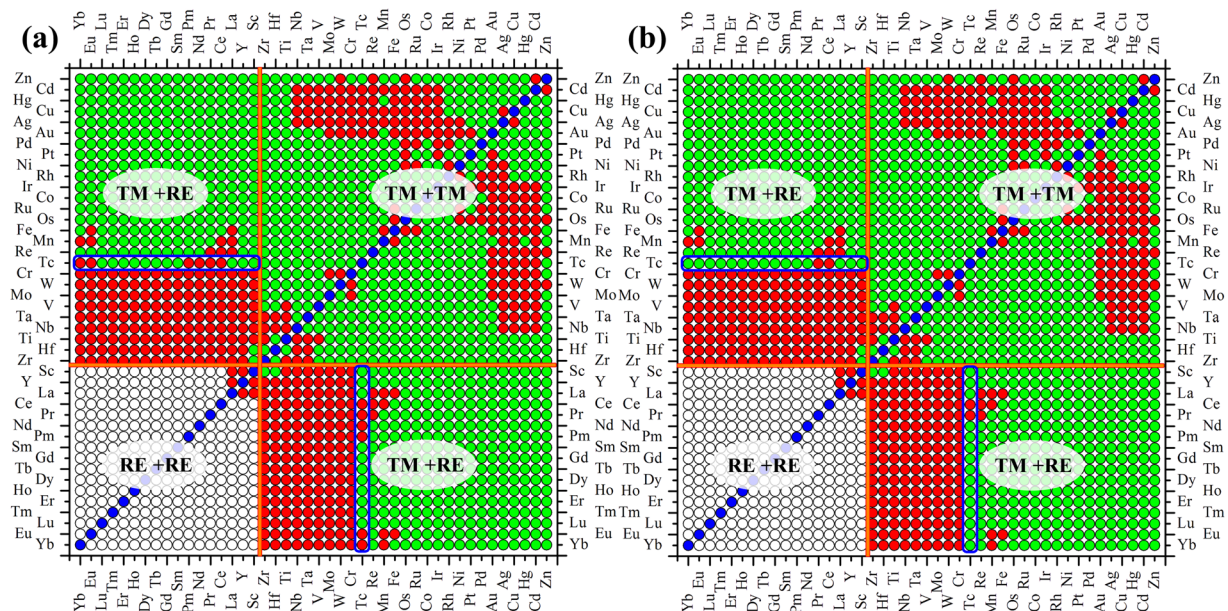 (a)
Yb Eu Lu Tm Er Ho Dy Tb Gd Sm Pm Nd Pr Ce La Y Sc Zr Hf Ti Nb Ta V Mo W Cr Tc Re Mn Fe Os Ru Co Ir Rh Ni Pt Pd Au Ag Cu Hg Cd Zn
Zn Cd Hg Cu Ag Au Pd Pt Ni Rh Ir Co Ru Os Fe Mn Re Tc Cr W Mo V Ta Nb Ti Hf Zr Sc Y La Ce Pr Nd Pm Sm Gd Tb Dy Ho Er Tm Lu Eu Yb
TM +RE
TM +TM
RE +RE
TM +RE
Zn Cd Hg Cu Ag Au Pd Pt Ni Rh Ir Co Ru Os Fe Mn Re Tc Cr W Mo V Ta Nb Ti Hf Zr Sc Y La Ce Pr Nd Pm Sm Gd Tb Dy Ho Er Tm Lu Eu Yb
Yb Eu Lu Tm Er Ho Dy Tb Gd Sm Pm Nd Pr Ce La Y Sc Zr Hf Ti Nb Ta V Mo W Cr Tc Re Mn Fe Os Ru Co Ir Rh Ni Pt Pd Au Ag Cu Hg Cd Zn
(b)
Yb Eu Lu Tm Er Ho Dy Tb Gd Sm Pm Nd Pr Ce La Y Sc Zr Hf Ti Nb Ta V Mo W Cr Tc Re Mn Fe Os Ru Co Ir Rh Ni Pt Pd Au Ag Cu Hg Cd Zn
Zn Cd Hg Cu Ag Au Pd Pt Ni Rh Ir Co Ru Os Fe Mn Re Tc Cr W Mo V Ta Nb Ti Hf Zr Sc Y La Ce Pr Nd Pm Sm Gd Tb Dy Ho Er Tm Lu Eu Yb
TM +RE
TM +TM
RE +RE
TM +RE
Zn Cd Hg Cu Ag Au Pd Pt Ni Rh Ir Co Ru Os Fe Mn Re Tc Cr W Mo V Ta Nb Ti Hf Zr Sc Y La Ce Pr Nd Pm Sm Gd Tb Dy Ho Er Tm Lu Eu Yb
Yb Eu Lu Tm Er Ho Dy Tb Gd Sm Pm Nd Pr Ce La Y Sc Zr Hf Ti Nb Ta V Mo W Cr Tc Re Mn Fe Os Ru Co Ir Rh Ni Pt Pd Au Ag Cu Hg Cd Zn